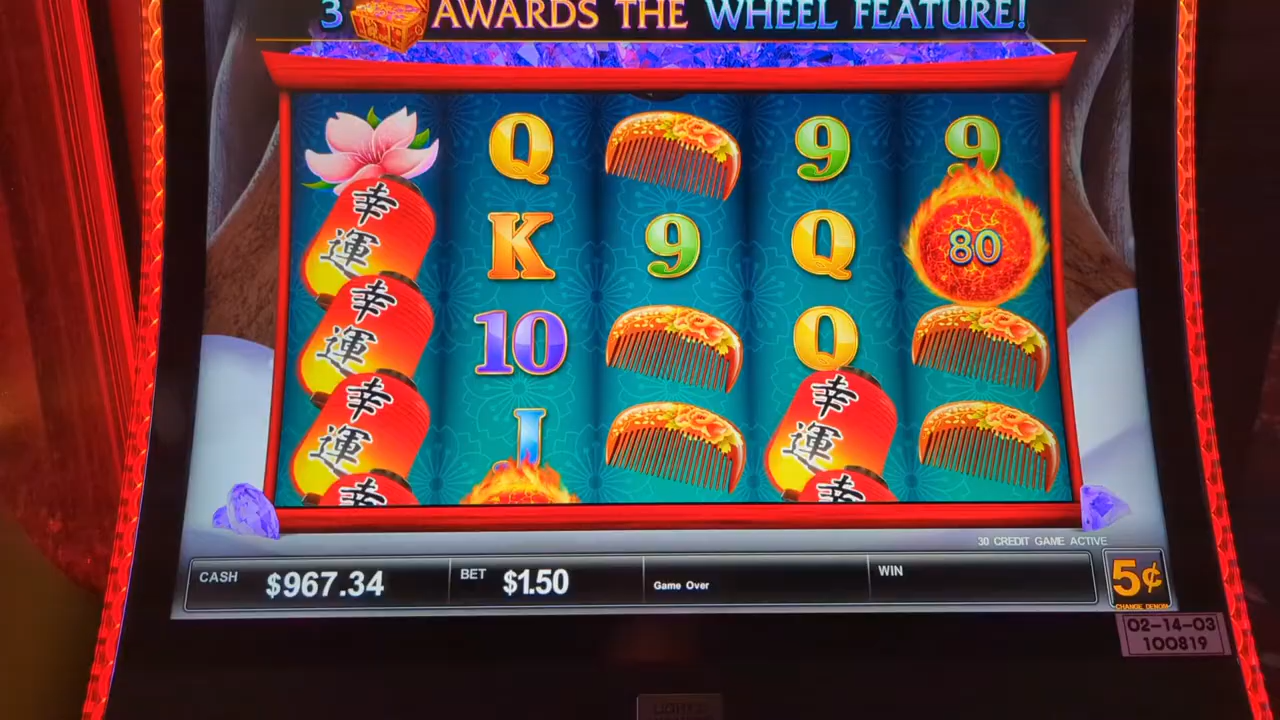 3 AWARDS THE WHEEL FEATURE!
Q 9 9
幸運 K 9 Q 80
幸運 10 Q
幸運 J 幸運
幸 幸
30 CREDIT GAME ACTIVE
CASH $967.34 BET $1.50 Game Over WIN 5¢
CHANGE DENOM
02-14-03
100819